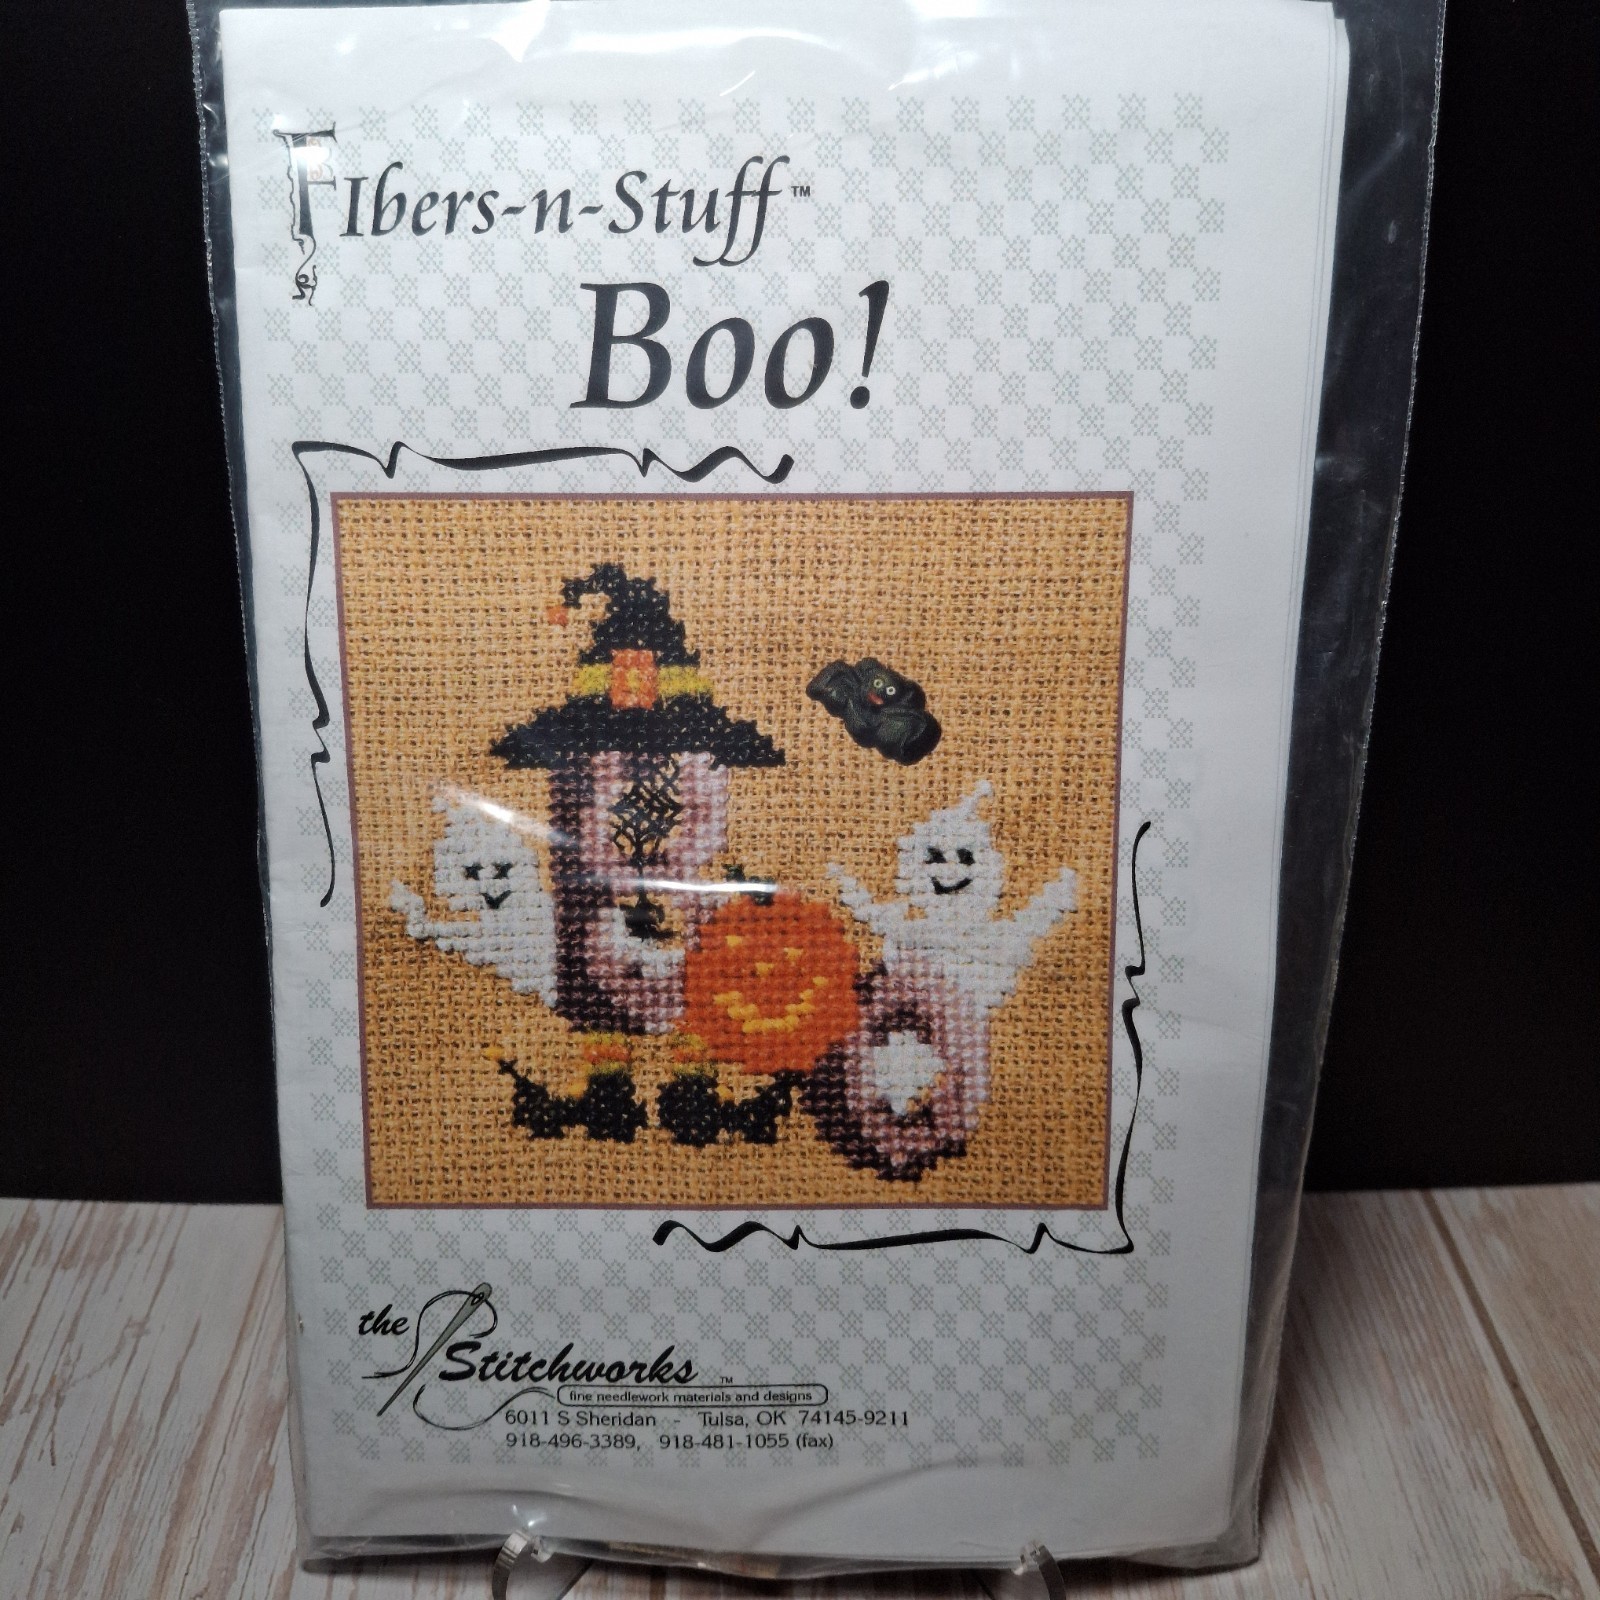 FIbers-n-Stuff™
Boo!
the
Stitchworks™
fine needlework materials and designs
6011 S Sheridan - Tulsa, OK 74145-9211
918-496-3389, 918-481-1055 (fax)